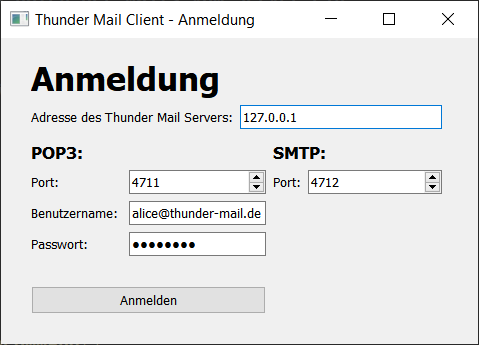 Thunder Mail Client - Anmeldung
Anmeldung
Adresse des Thunder Mail Servers: 127.0.0.1
POP3: SMTP:
Port: 4711 Port: 4712
Benutzername: alice@thunder-mail.de
Passwort: ●●●●●●●●
Anmelden